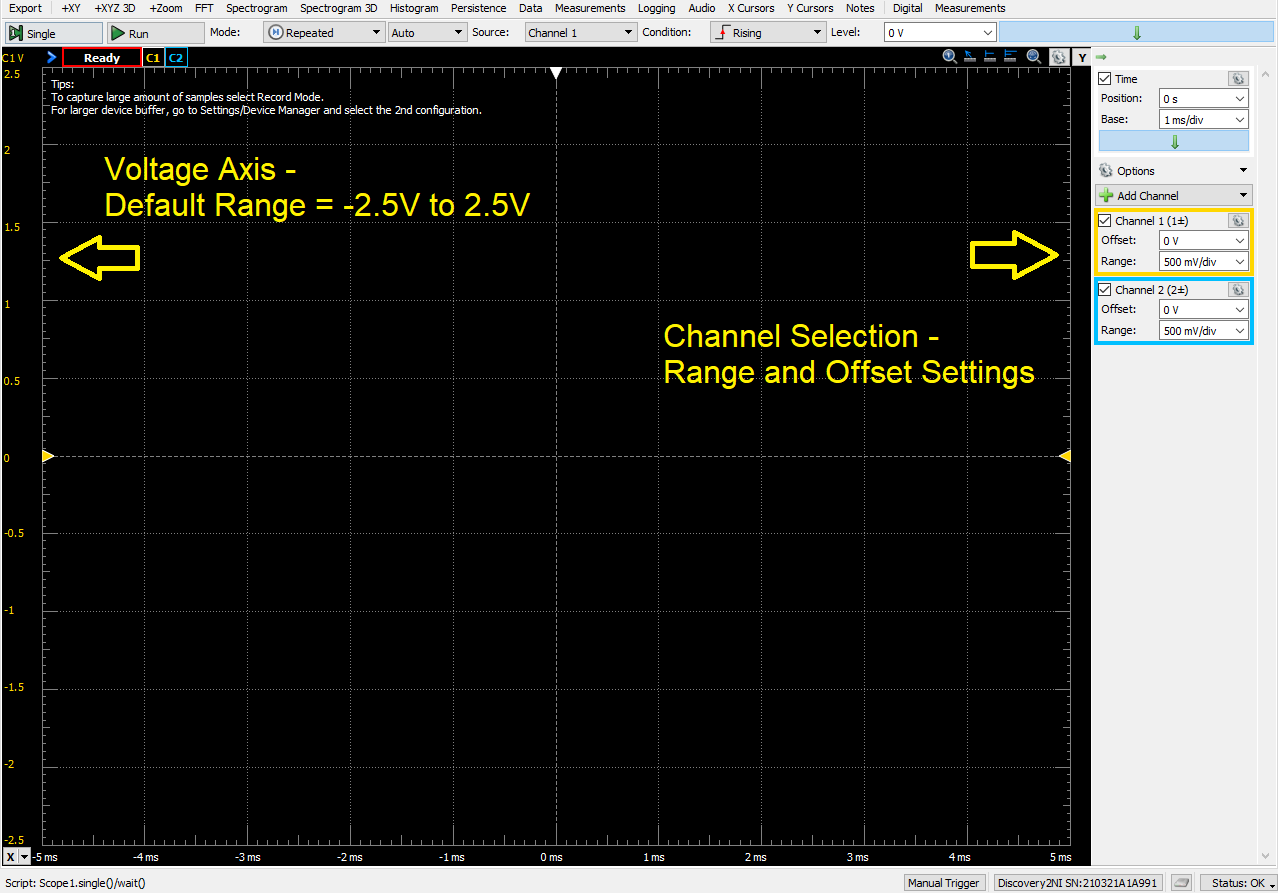 Export +XY +XYZ 3D +Zoom FFT Spectrogram Spectrogram 3D Histogram Persistence Data Measurements Logging Audio X Cursors Y Cursors Notes Digital Measurements
Single Run Mode: Repeated Auto Source: Channel 1 Condition: Rising Level: 0 V
C1 V Ready C1 C2 Y
2.5
Tips:
To capture large amount of samples select Record Mode.
For larger device buffer, go to Settings/Device Manager and select the 2nd configuration.
2
Voltage Axis -
Default Range = -2.5V to 2.5V
1.5
1
Channel Selection -
Range and Offset Settings
0.5
0
-0.5
-1
-1.5
-2
-2.5
X -5 ms -4 ms -3 ms -2 ms -1 ms 0 ms 1 ms 2 ms 3 ms 4 ms 5 ms
Time
Position: 0 s
Base: 1 ms/div
Options
Add Channel
Channel 1 (1±)
Offset: 0 V
Range: 500 mV/div
Channel 2 (2±)
Offset: 0 V
Range: 500 mV/div
Script: Scope1.single()/wait() Manual Trigger Discovery2NI SN:210321A1A991 Status: OK